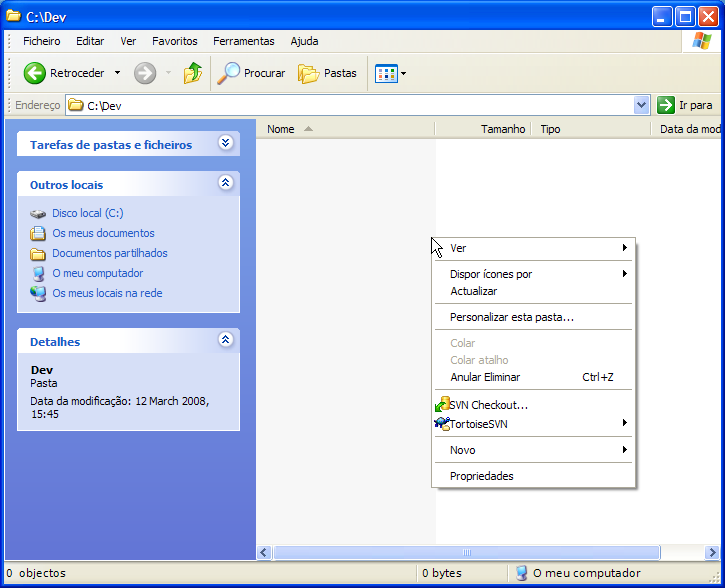 C:\Dev
Ficheiro Editar Ver Favoritos Ferramentas Ajuda
Retroceder Procurar Pastas
Endereço C:\Dev Ir para
Nome Tamanho Tipo Data da mod
Tarefas de pastas e ficheiros
Outros locais
Disco local (C:)
Os meus documentos
Documentos partilhados
O meu computador
Os meus locais na rede
Detalhes
Dev
Pasta
Data da modificação: 12 March 2008,
15:45
Ver
Dispor ícones por
Actualizar
Personalizar esta pasta...
Colar
Colar atalho
Anular Eliminar Ctrl+Z
SVN Checkout...
TortoiseSVN
Novo
Propriedades
0 objectos 0 bytes O meu computador